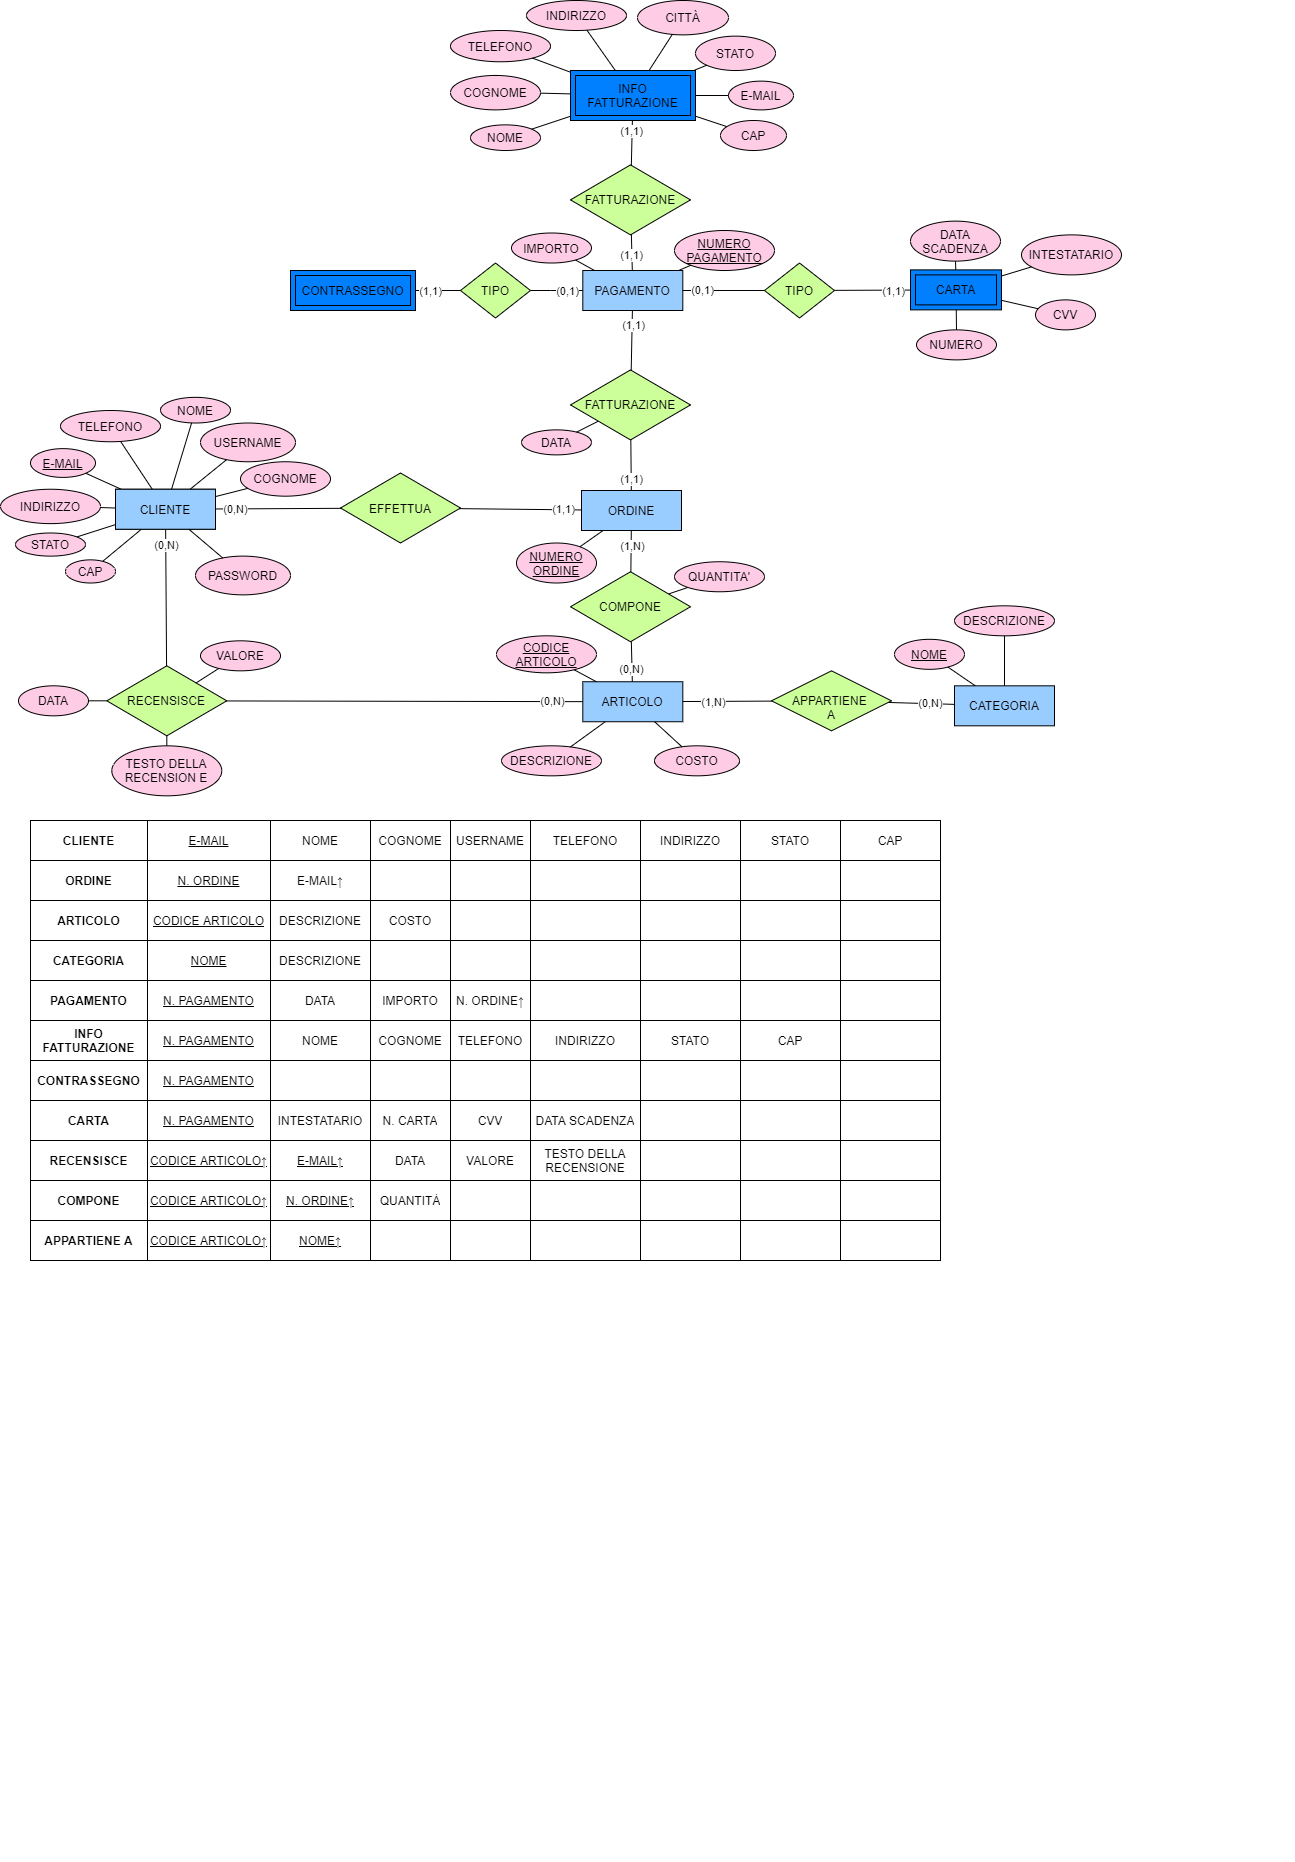 INDIRIZZO
CITTÀ
TELEFONO
STATO
INFO
FATTURAZIONE
COGNOME
E-MAIL
NOME
CAP
(1,1)
FATTURAZIONE
IMPORTO
NUMERO
PAGAMENTO
(1,1)
DATA
SCADENZA
INTESTATARIO
CONTRASSEGNO
(1,1)
TIPO
(0,1)
PAGAMENTO
(0,1)
TIPO
(1,1)
CARTA
CVV
(1,1)
NUMERO
FATTURAZIONE
DATA
NOME
TELEFONO
USERNAME
E-MAIL
COGNOME
(1,1)
INDIRIZZO
CLIENTE
(0,N)
EFFETTUA
(1,1)
ORDINE
STATO
(0,N)
(1,N)
CAP
PASSWORD
NUMERO
ORDINE
QUANTITA'
COMPONE
DESCRIZIONE
VALORE
CODICE
ARTICOLO
(0,N)
NOME
DATA
RECENSISCE
(0,N)
ARTICOLO
(1,N)
APPARTIENE
A
(0,N)
CATEGORIA
TESTO DELLA
RECENSION E
DESCRIZIONE
COSTO
CLIENTE E-MAIL NOME COGNOME USERNAME TELEFONO INDIRIZZO STATO CAP
ORDINE N. ORDINE E-MAIL↑
ARTICOLO CODICE ARTICOLO DESCRIZIONE COSTO
CATEGORIA NOME DESCRIZIONE
PAGAMENTO N. PAGAMENTO DATA IMPORTO N. ORDINE↑
INFO
FATTURAZIONE N. PAGAMENTO NOME COGNOME TELEFONO INDIRIZZO STATO CAP
CONTRASSEGNO N. PAGAMENTO
CARTA N. PAGAMENTO INTESTATARIO N. CARTA CVV DATA SCADENZA
RECENSISCE CODICE ARTICOLO↑ E-MAIL↑ DATA VALORE TESTO DELLA
RECENSIONE
COMPONE CODICE ARTICOLO↑ N. ORDINE↑ QUANTITÀ
APPARTIENE A CODICE ARTICOLO↑ NOME↑